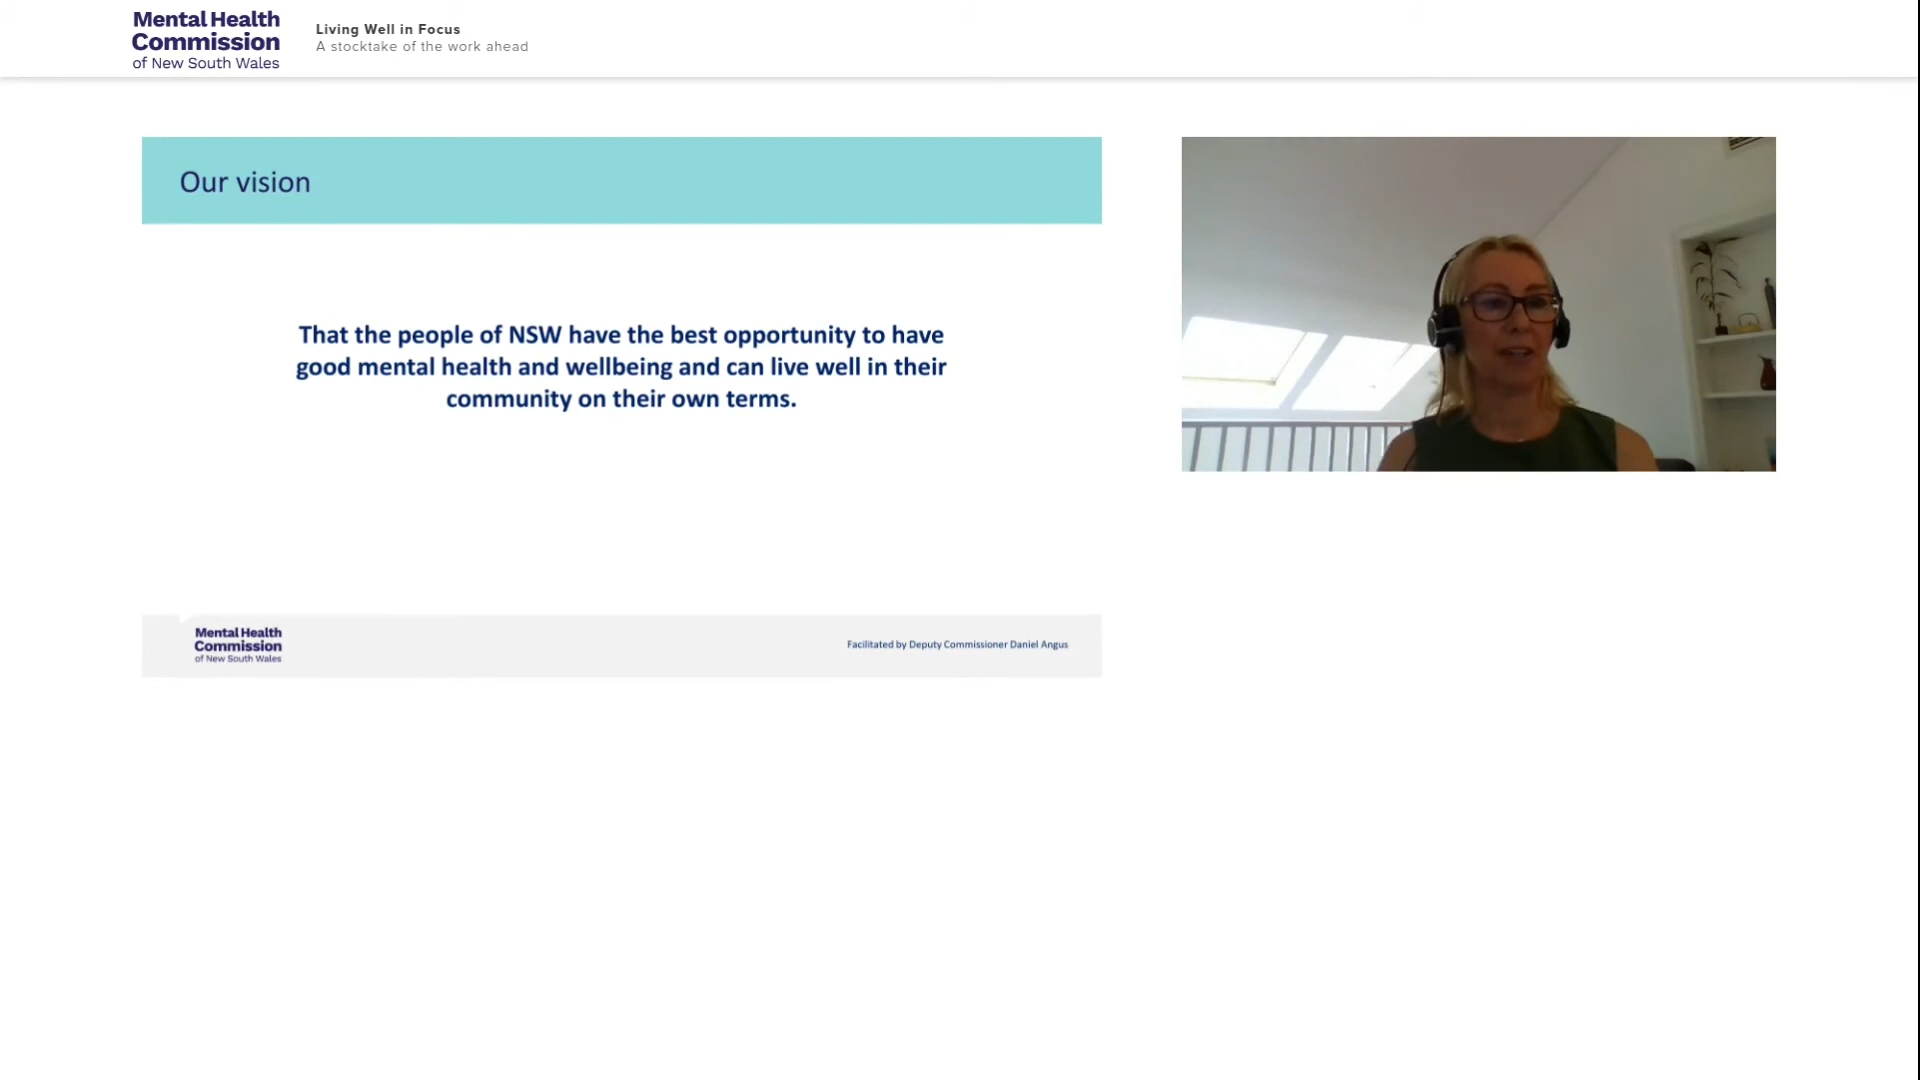 Mental Health
Commission
of New South Wales
Living Well in Focus
A stocktake of the work ahead
Our vision
That the people of NSW have the best opportunity to have
good mental health and wellbeing and can live well in their
community on their own terms.
Mental Health
Commission
of New South Wales
Facilitated by Deputy Commissioner Daniel Angus